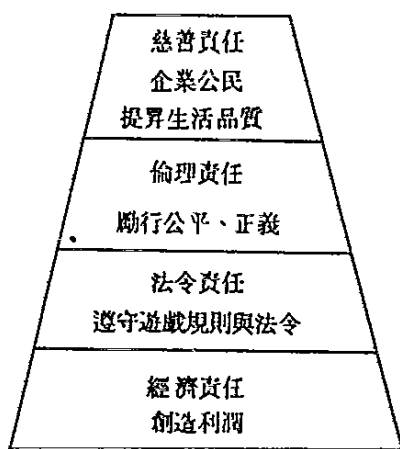 慈善責任
企業公民
提昇生活品質
倫理責任
勵行公平、正義
法令責任
遵守遊戲規則與法令
經濟責任
創造利潤